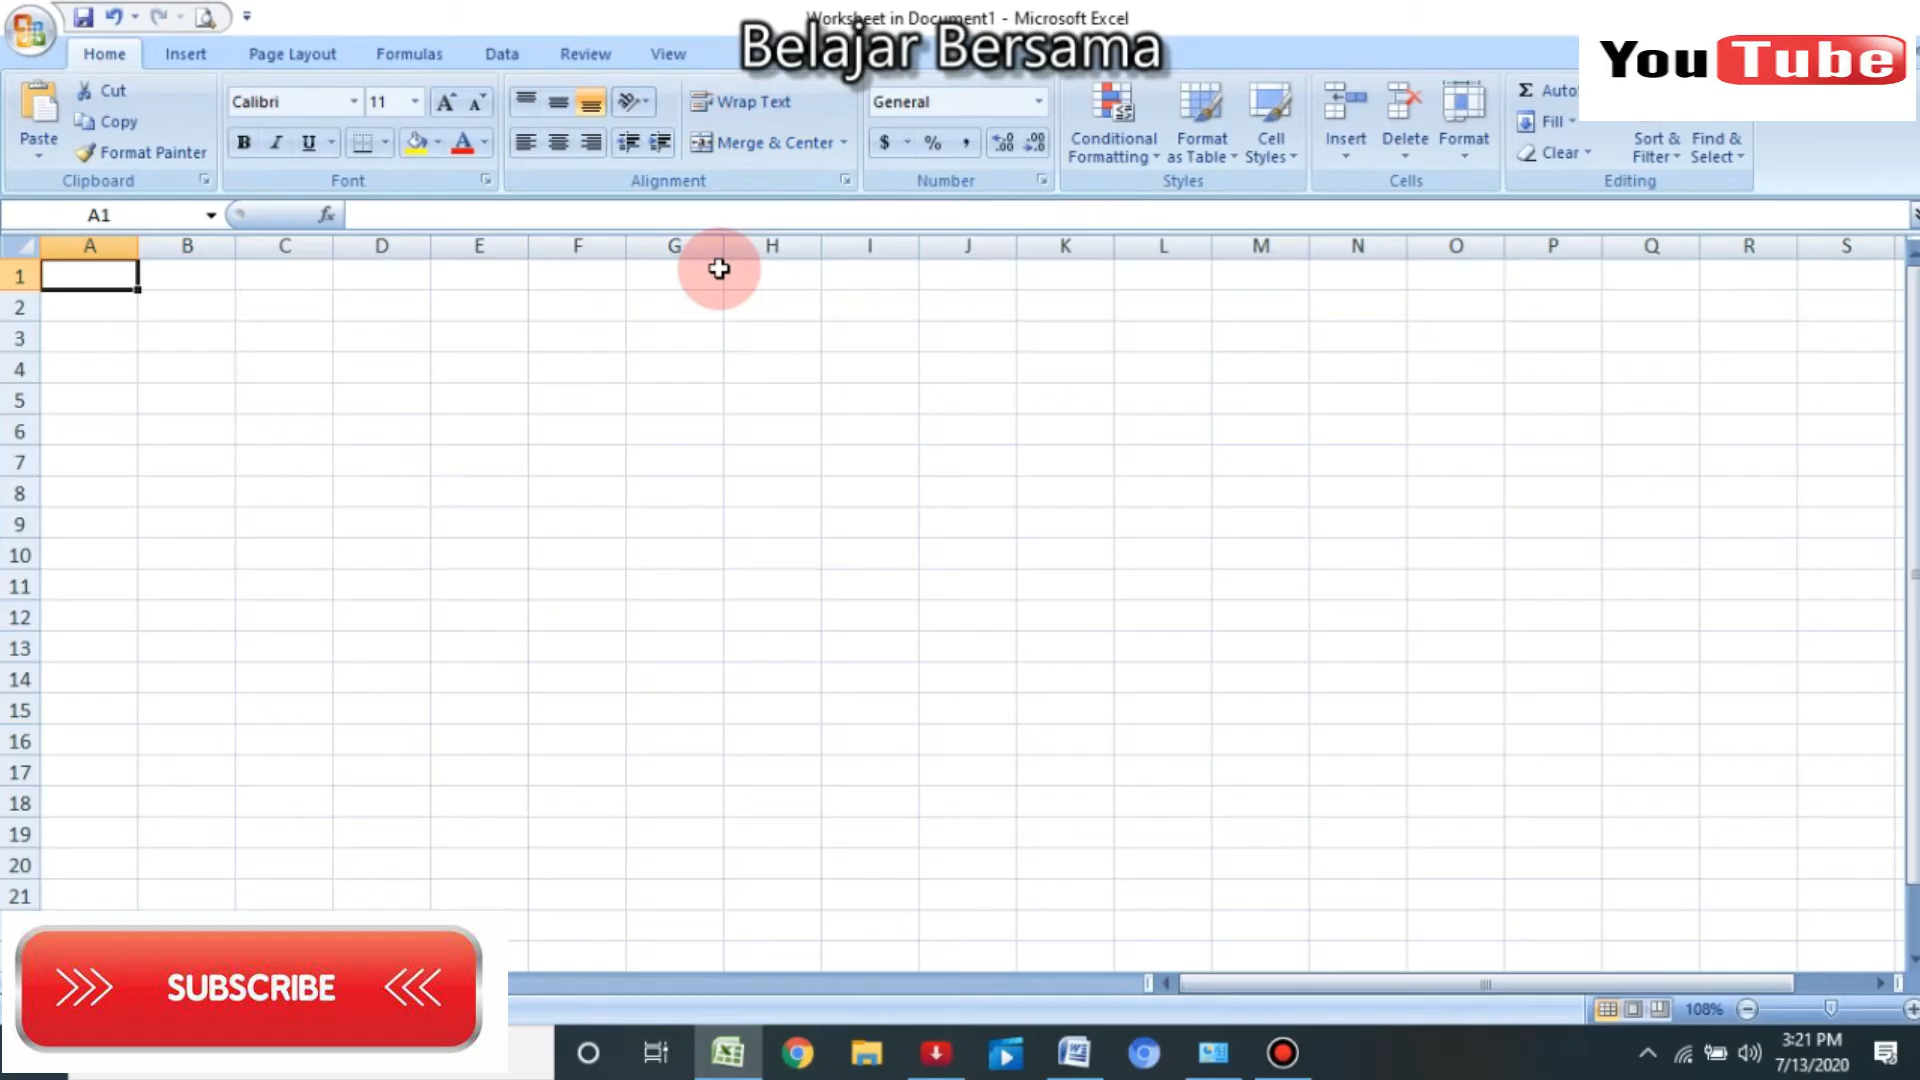 Worksheet in Document1 - Microsoft Excel
Belajar Bersama
YouTube
Home Insert Page Layout Formulas Data Review View
Cut
Copy
Format Painter
Paste
Clipboard
Calibri 11
B I U
A
Font
Wrap Text
Merge & Center
Alignment
General
$ % ,
Number
Conditional Formatting
Format as Table
Cell Styles
Styles
Insert Delete Format
Cells
Σ Auto
Fill
Clear
Sort & Filter
Find & Select
Editing
A1
fx
A B C D E F G H I J K L M N O P Q R S
1
2
3
4
5
6
7
8
9
10
11
12
13
14
15
16
17
18
19
20
21
SUBSCRIBE
108%
3:21 PM
7/13/2020